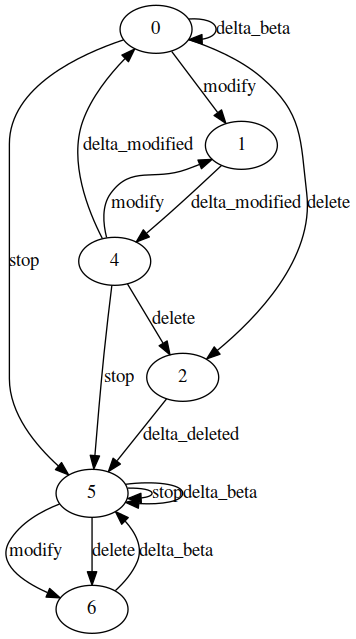 0
delta_beta
modify
1
delta_modified
modify
delta_modified
delete
4
stop
delete
stop
2
delta_deleted
5
stop
delta_beta
modify
delete
delta_beta
6